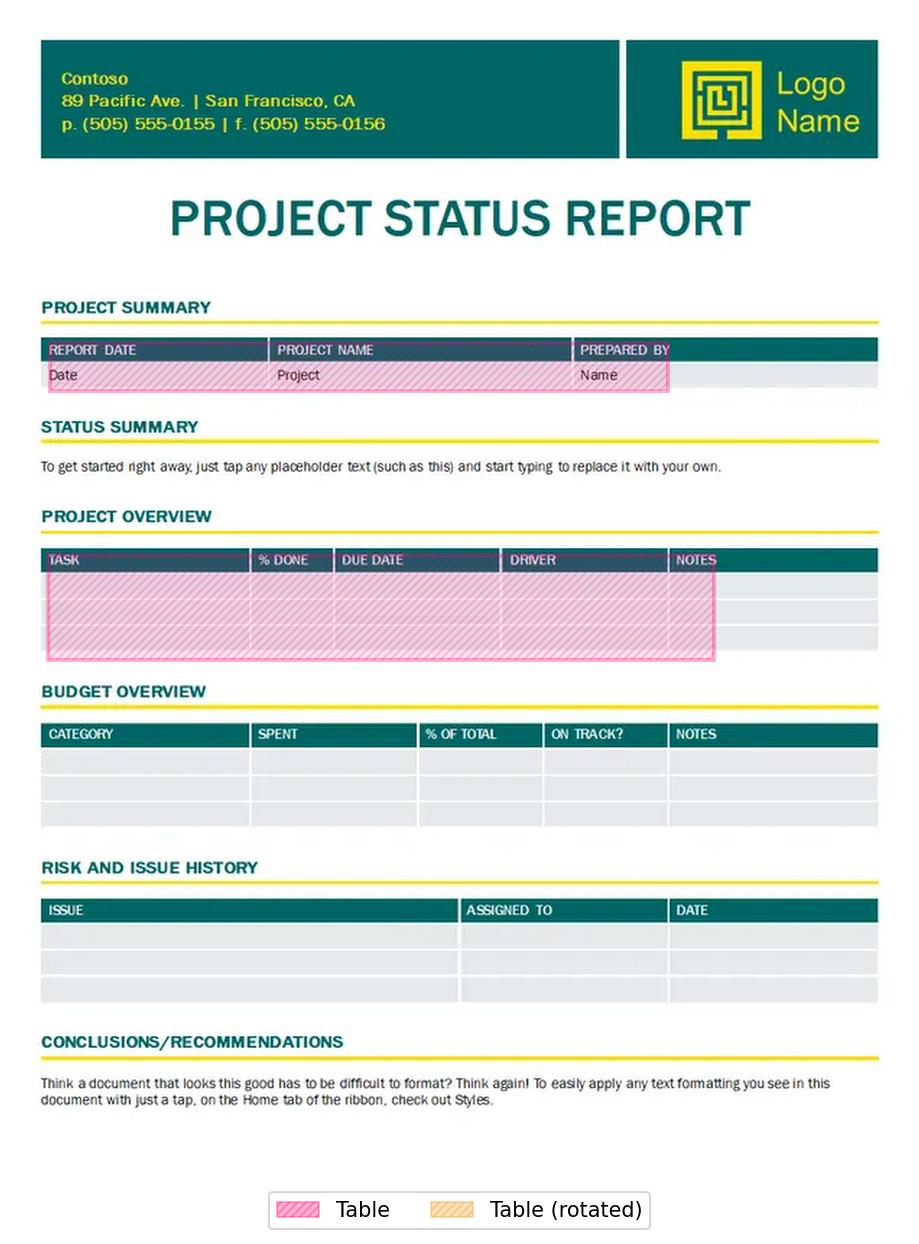 Contoso
89 Pacific Ave. | San Francisco, CA
p. (505) 555-0155 | f. (505) 555-0156
Logo
Name
PROJECT STATUS REPORT
PROJECT SUMMARY
REPORT DATE PROJECT NAME PREPARED BY
Date Project Name
STATUS SUMMARY
To get started right away, just tap any placeholder text (such as this) and start typing to replace it with your own.
PROJECT OVERVIEW
TASK % DONE DUE DATE DRIVER NOTES
BUDGET OVERVIEW
CATEGORY SPENT % OF TOTAL ON TRACK? NOTES
RISK AND ISSUE HISTORY
ISSUE ASSIGNED TO DATE
CONCLUSIONS/RECOMMENDATIONS
Think a document that looks this good has to be difficult to format? Think again! To easily apply any text formatting you see in this
document with just a tap, on the Home tab of the ribbon, check out Styles.
Table Table (rotated)